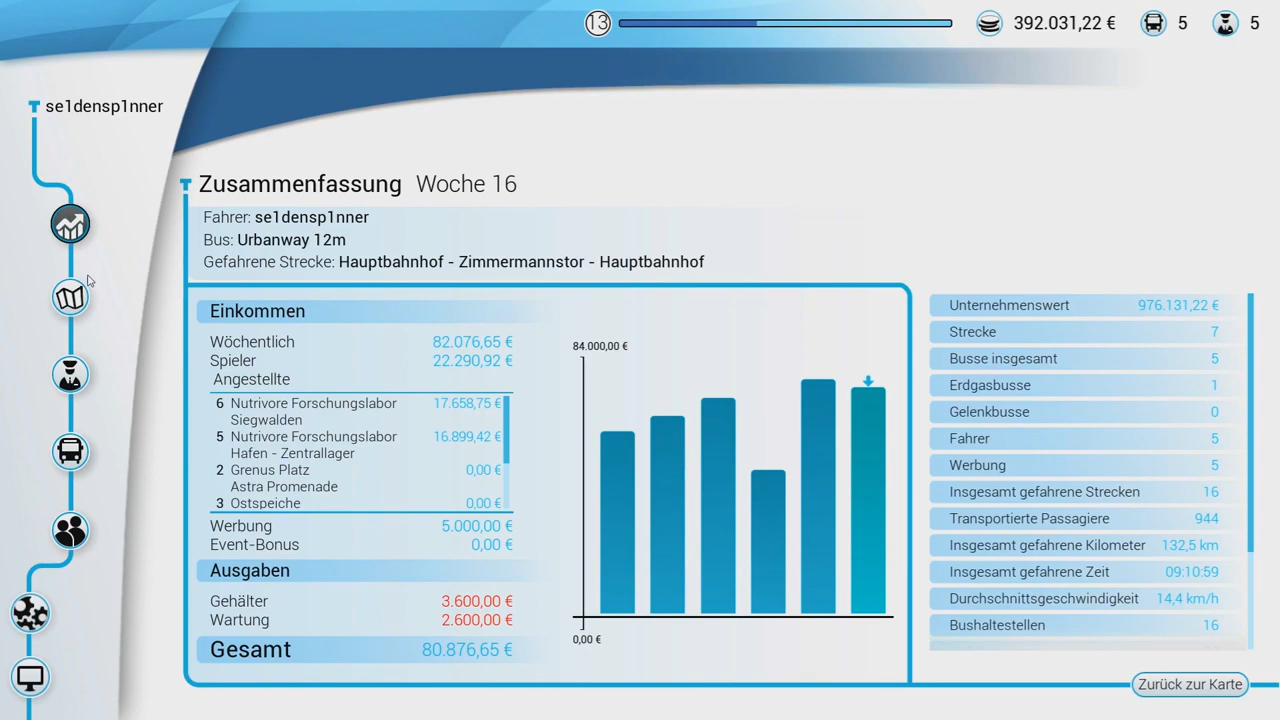 13
392.031,22 €
5
5
se1densp1nner
Zusammenfassung Woche 16
Fahrer: se1densp1nner
Bus: Urbanway 12m
Gefahrene Strecke: Hauptbahnhof - Zimmermannstor - Hauptbahnhof
Einkommen
Wöchentlich 82.076,65 €
Spieler 22.290,92 €
Angestellte
6 Nutrivore Forschungslabor 17.658,75 €
Siegwalden
5 Nutrivore Forschungslabor 16.899,42 €
Hafen - Zentrallager
2 Grenus Platz 0,00 €
Astra Promenade
3 Ostspeiche 0,00 €
Werbung 5.000,00 €
Event-Bonus 0,00 €
Ausgaben
Gehälter 3.600,00 €
Wartung 2.600,00 €
Gesamt 80.876,65 €
84.000,00 €
0,00 €
Unternehmenswert 976.131,22 €
Strecke 7
Busse insgesamt 5
Erdgasbusse 1
Gelenkbusse 0
Fahrer 5
Werbung 5
Insgesamt gefahrene Strecken 16
Transportierte Passagiere 944
Insgesamt gefahrene Kilometer 132,5 km
Insgesamt gefahrene Zeit 09:10:59
Durchschnittsgeschwindigkeit 14,4 km/h
Bushaltestellen 16
Zurück zur Karte